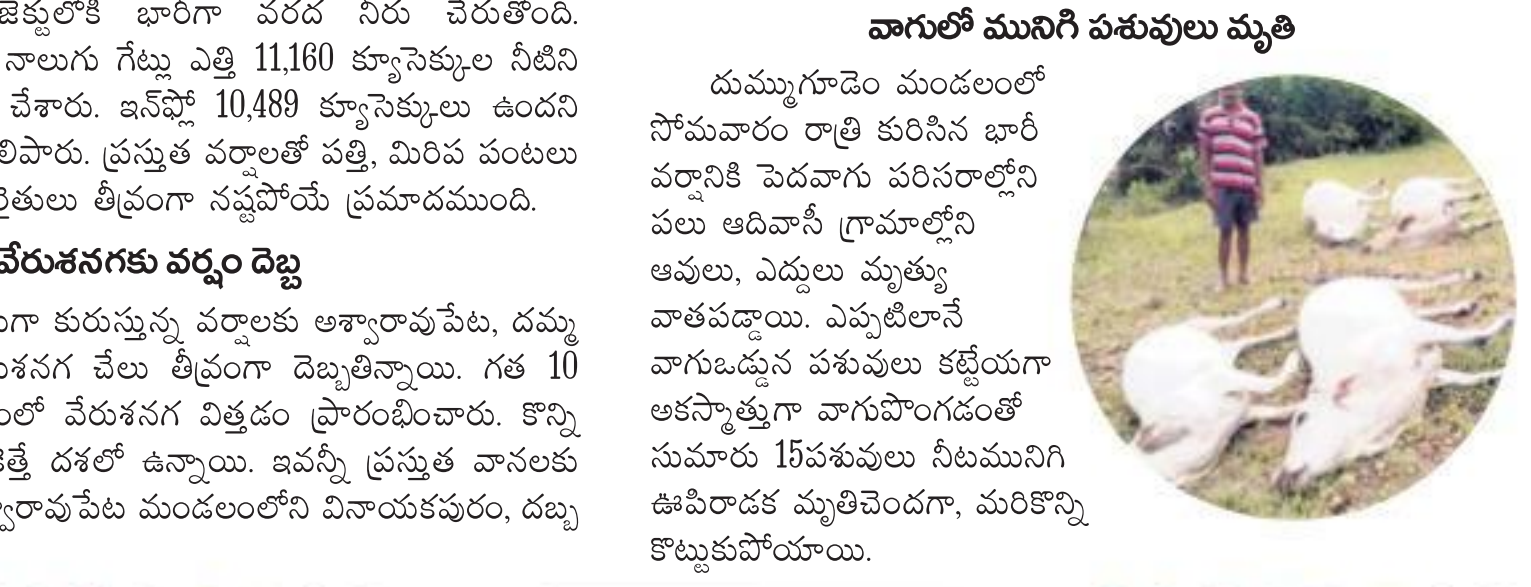 భారీగా వరద నీరు చేరుతోంది.
నాలుగు గేట్లు ఎత్తి 11,160 క్యూసెక్కుల నీటిని
చేశారు. ఇన్‌ఫ్లో 10,489 క్యూసెక్కులు ఉందని
ప్రస్తుత వర్షాలతో పత్తి, మిరిప పంటలు
తీవ్రంగా నష్టపోయే ప్రమాదముంది.
వేరుశనగకు వర్షం దెబ్బ
కురుస్తున్న వర్షాలకు అశ్వారావుపేట, దమ్మ
చేలు తీవ్రంగా దెబ్బతిన్నాయి. గత 10
వేరుశనగ విత్తడం ప్రారంభించారు. కొన్ని
దశలో ఉన్నాయి. ఇవన్నీ ప్రస్తుత వానలకు
మండలంలోని వినాయకపురం, దబ్బ
వాగులో మునిగి పశువులు మృతి
దుమ్ముగూడెం మండలంలో
సోమవారం రాత్రి కురిసిన భారీ
వర్షానికి పెదవాగు పరిసరాల్లోని
పలు ఆదివాసీ గ్రామాల్లోని
ఆవులు, ఎద్దులు మృత్యు
వాతపడ్డాయి. ఎప్పటిలానే
వాగుఒడ్డున పశువులు కట్టేయగా
అకస్మాత్తుగా వాగుపొంగడంతో
సుమారు 15పశువులు నీటమునిగి
ఊపిరాడక మృతిచెందగా, మరికొన్ని
కొట్టుకుపోయాయి.